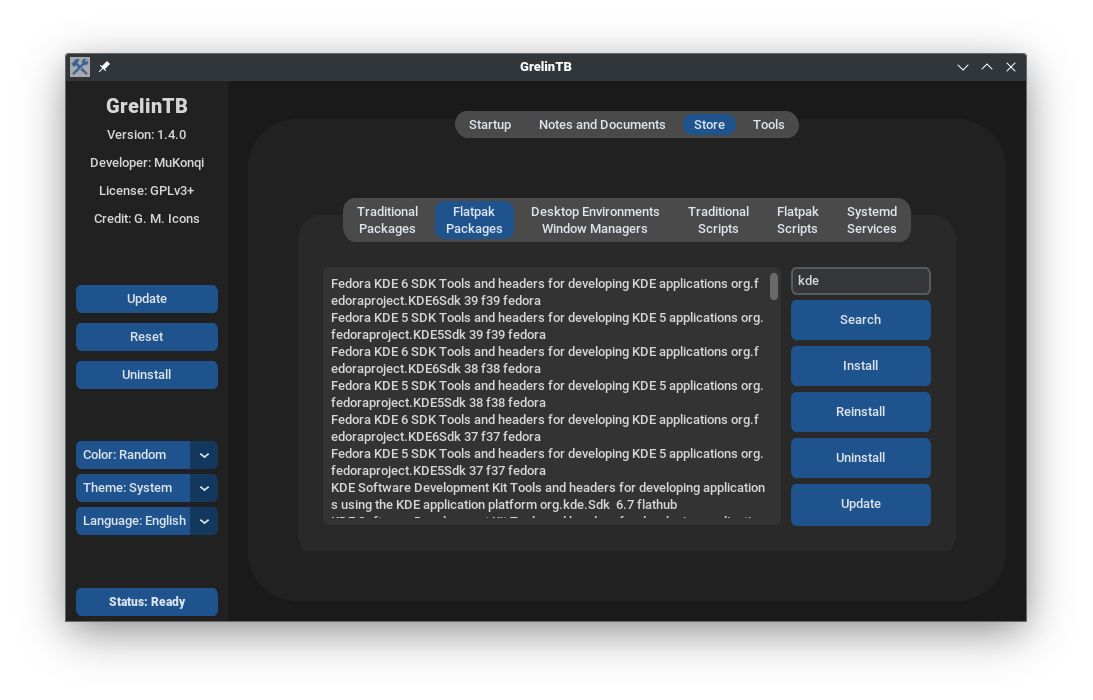 GrelinTB
GrelinTB
Version: 1.4.0
Developer: MuKonqi
License: GPLv3+
Credit: G. M. Icons
Update
Reset
Uninstall
Color: Random
Theme: System
Language: English
Status: Ready
Startup
Notes and Documents
Store
Tools
Traditional
Packages
Flatpak
Packages
Desktop Environments
Window Managers
Traditional
Scripts
Flatpak
Scripts
Systemd
Services
Fedora KDE 6 SDK Tools and headers for developing KDE applications org.f
edoraproject.KDE6Sdk 39 f39 fedora
Fedora KDE 5 SDK Tools and headers for developing KDE 5 applications org.
fedoraproject.KDE5Sdk 39 f39 fedora
Fedora KDE 6 SDK Tools and headers for developing KDE applications org.f
edoraproject.KDE6Sdk 38 f38 fedora
Fedora KDE 5 SDK Tools and headers for developing KDE 5 applications org.
fedoraproject.KDE5Sdk 38 f38 fedora
Fedora KDE 6 SDK Tools and headers for developing KDE applications org.f
edoraproject.KDE6Sdk 37 f37 fedora
Fedora KDE 5 SDK Tools and headers for developing KDE 5 applications org.
fedoraproject.KDE5Sdk 37 f37 fedora
KDE Software Development Kit Tools and headers for developing application
s using the KDE application platform org.kde.Sdk  6.7 flathub
kde
Search
Install
Reinstall
Uninstall
Update